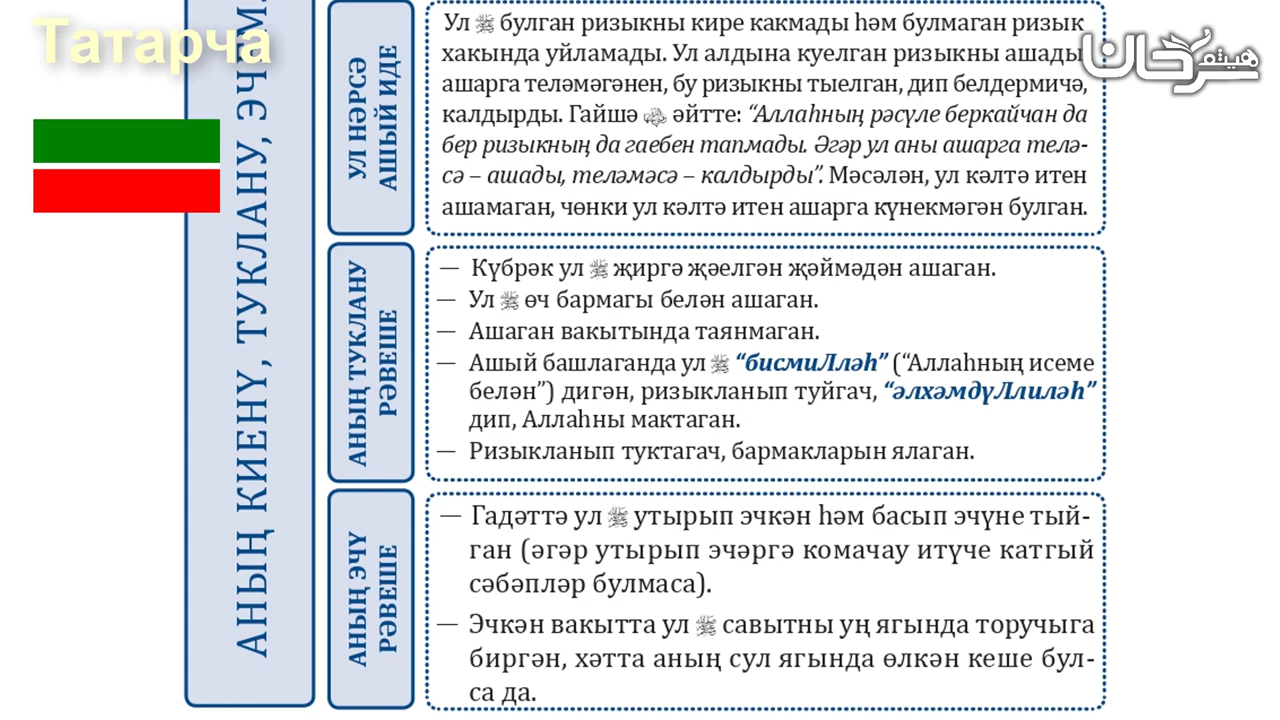 Татарча
АНЫҢ КИЕНҮ, ТУКЛАНУ, ЭЧҮ
УЛ НӘРСӘ
АШЫЙ ИДЕ
Ул ﷺ булган ризыкны кире какмады һәм булмаган ризык
хакында уйламады. Ул алдына куелган ризыкны ашады
ашарга теләмәгәнен, бу ризыкны тыелган, дип белдермичә,
калдырды. Гайшә әйтте: “Аллаһның рәсүле беркайчан да
бер ризыкның да гаебен тапмады. Әгәр ул аны ашарга телә-
сә – ашады, теләмәсә – калдырды”. Мәсәлән, ул кәлтә итен
ашамаган, чөнки ул кәлтә итен ашарга күнекмәгән булган.
АНЫҢ ТУКЛАНУ
РӘВЕШЕ
— Күбрәк ул ﷺ җиргә җәелгән җәймәдән ашаган.
— Ул ﷺ өч бармагы белән ашаган.
— Ашаган вакытында таянмаган.
— Ашый башлаганда ул ﷺ “бисмиЛләһ” (“Аллаһның исеме
белән”) дигән, ризыкланып туйгач, “әлхәмдүЛлиләһ”
дип, Аллаһны мактаган.
— Ризыкланып туктагач, бармакларын ялаган.
АНЫҢ ЭЧҮ
РӘВЕШЕ
— Гадәттә ул ﷺ утырып эчкән һәм басып эчүне тый-
ган (әгәр утырып эчәргә комачау итүче катгый
сәбәпләр булмаса).
— Эчкән вакытта ул ﷺ савытны уң ягында торучыга
биргән, хәтта аның сул ягында өлкән кеше бул-
са да.